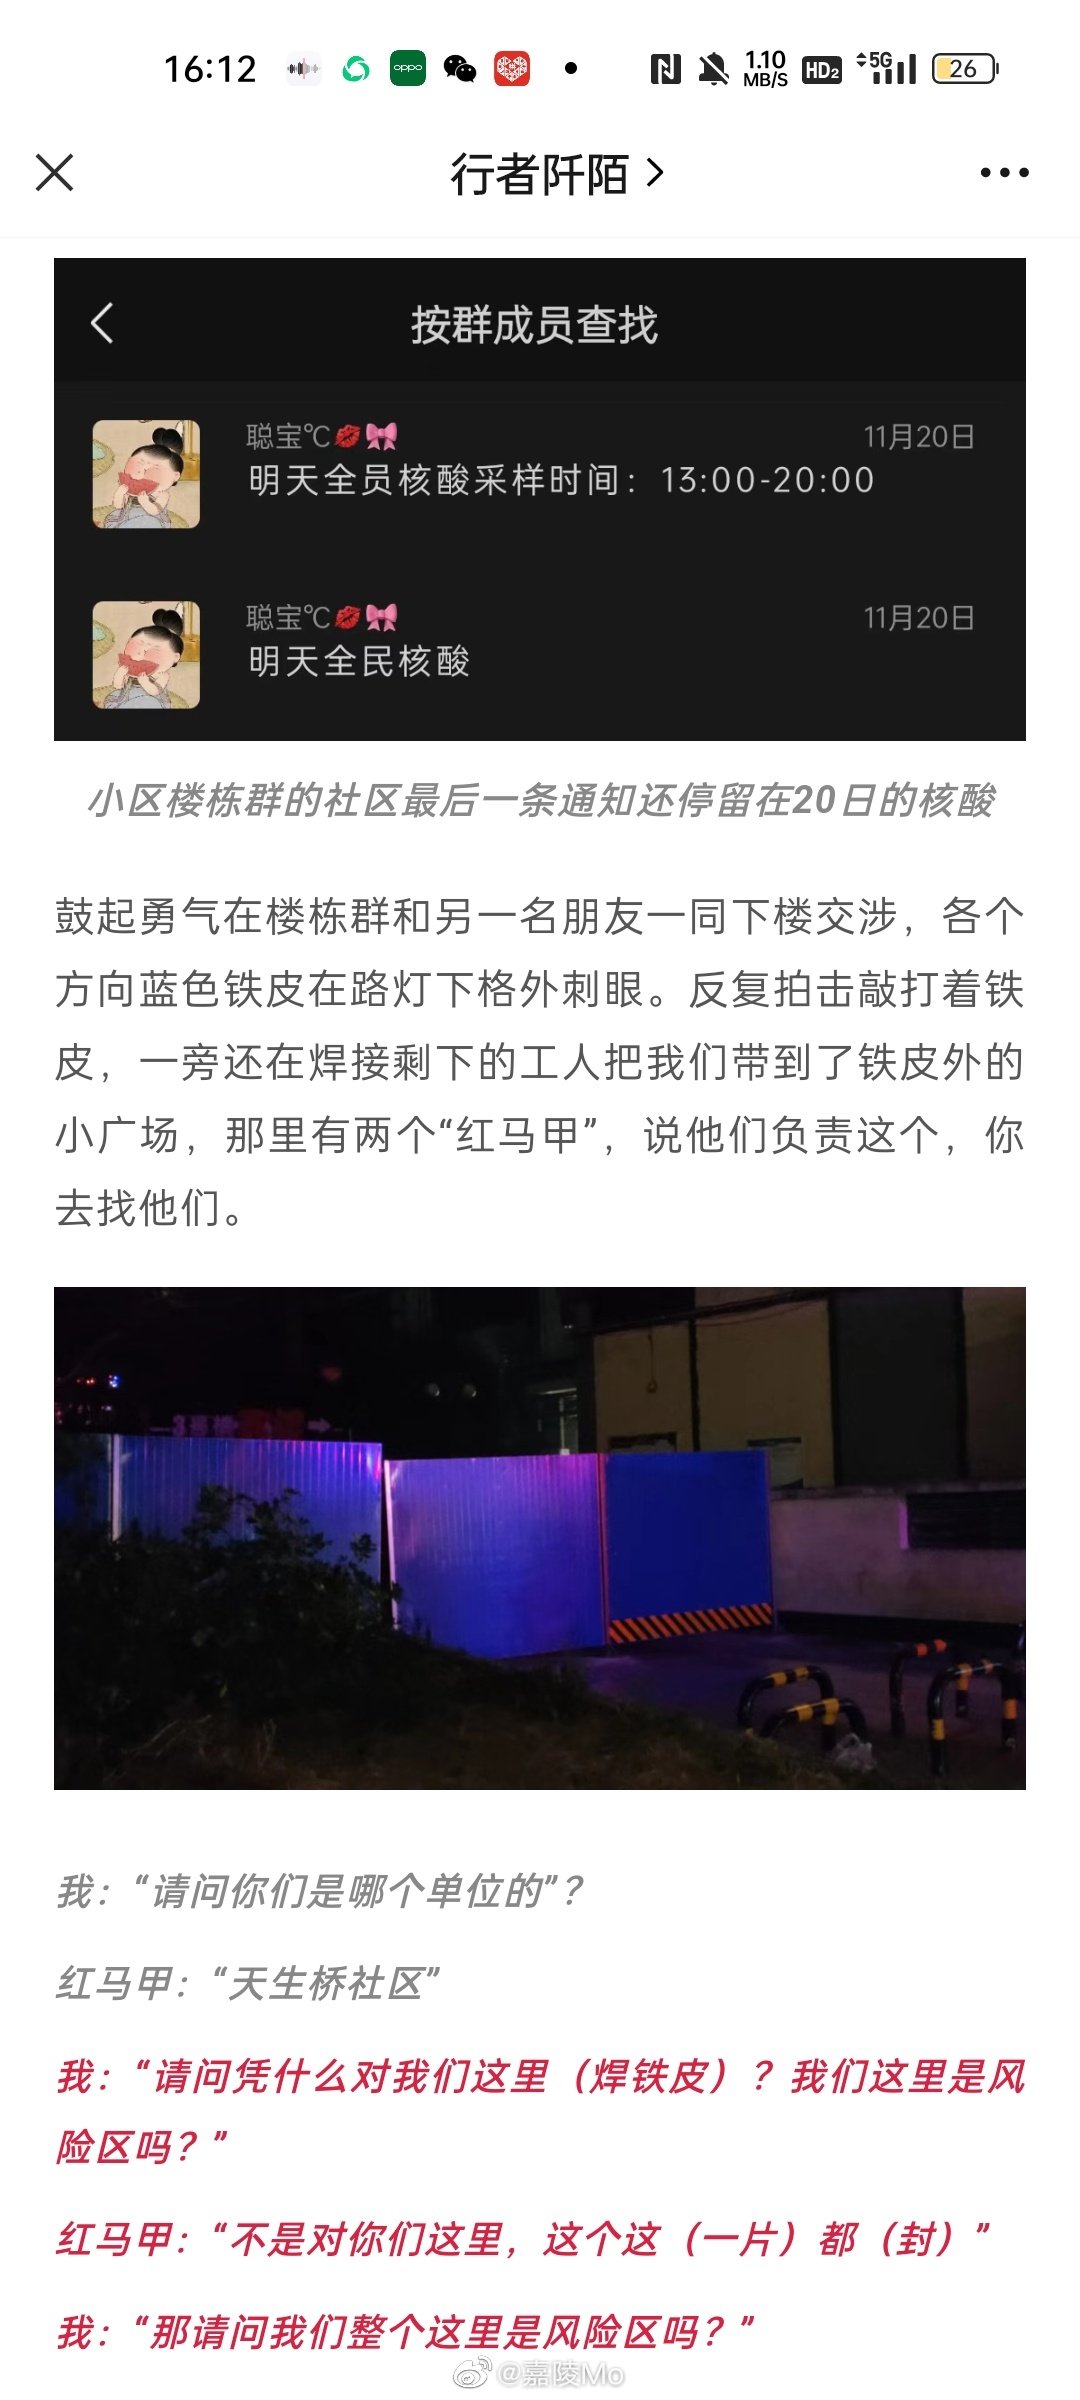 16:12
oppo
1.10
MB/S
HD2
5G
26
行者阡陌
按群成员查找
聪宝℃💋🎀
11月20日
明天全员核酸采样时间：13:00-20:00
聪宝℃💋🎀
11月20日
明天全民核酸
小区楼栋群的社区最后一条通知还停留在20日的核酸
鼓起勇气在楼栋群和另一名朋友一同下楼交涉，各个
方向蓝色铁皮在路灯下格外刺眼。反复拍击敲打着铁
皮，一旁还在焊接剩下的工人把我们带到了铁皮外的
小广场，那里有两个“红马甲”，说他们负责这个，你
去找他们。
我：“请问你们是哪个单位的”？
红马甲：“天生桥社区”
我：“请问凭什么对我们这里（焊铁皮）？我们这里是风
险区吗？”
红马甲：“不是对你们这里，这个这（一片）都（封）”
我：“那请问我们整个这里是风险区吗？”
@嘉陵Mo